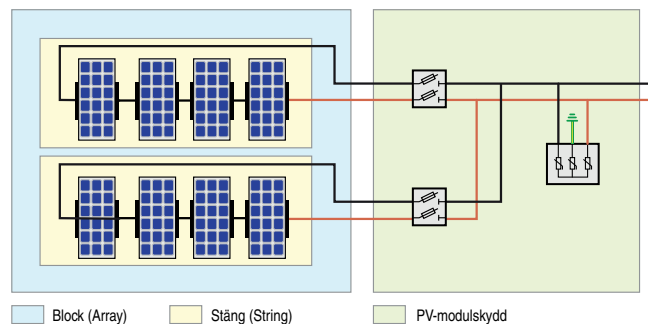 Block (Array)
Stäng (String)
PV-modulskydd